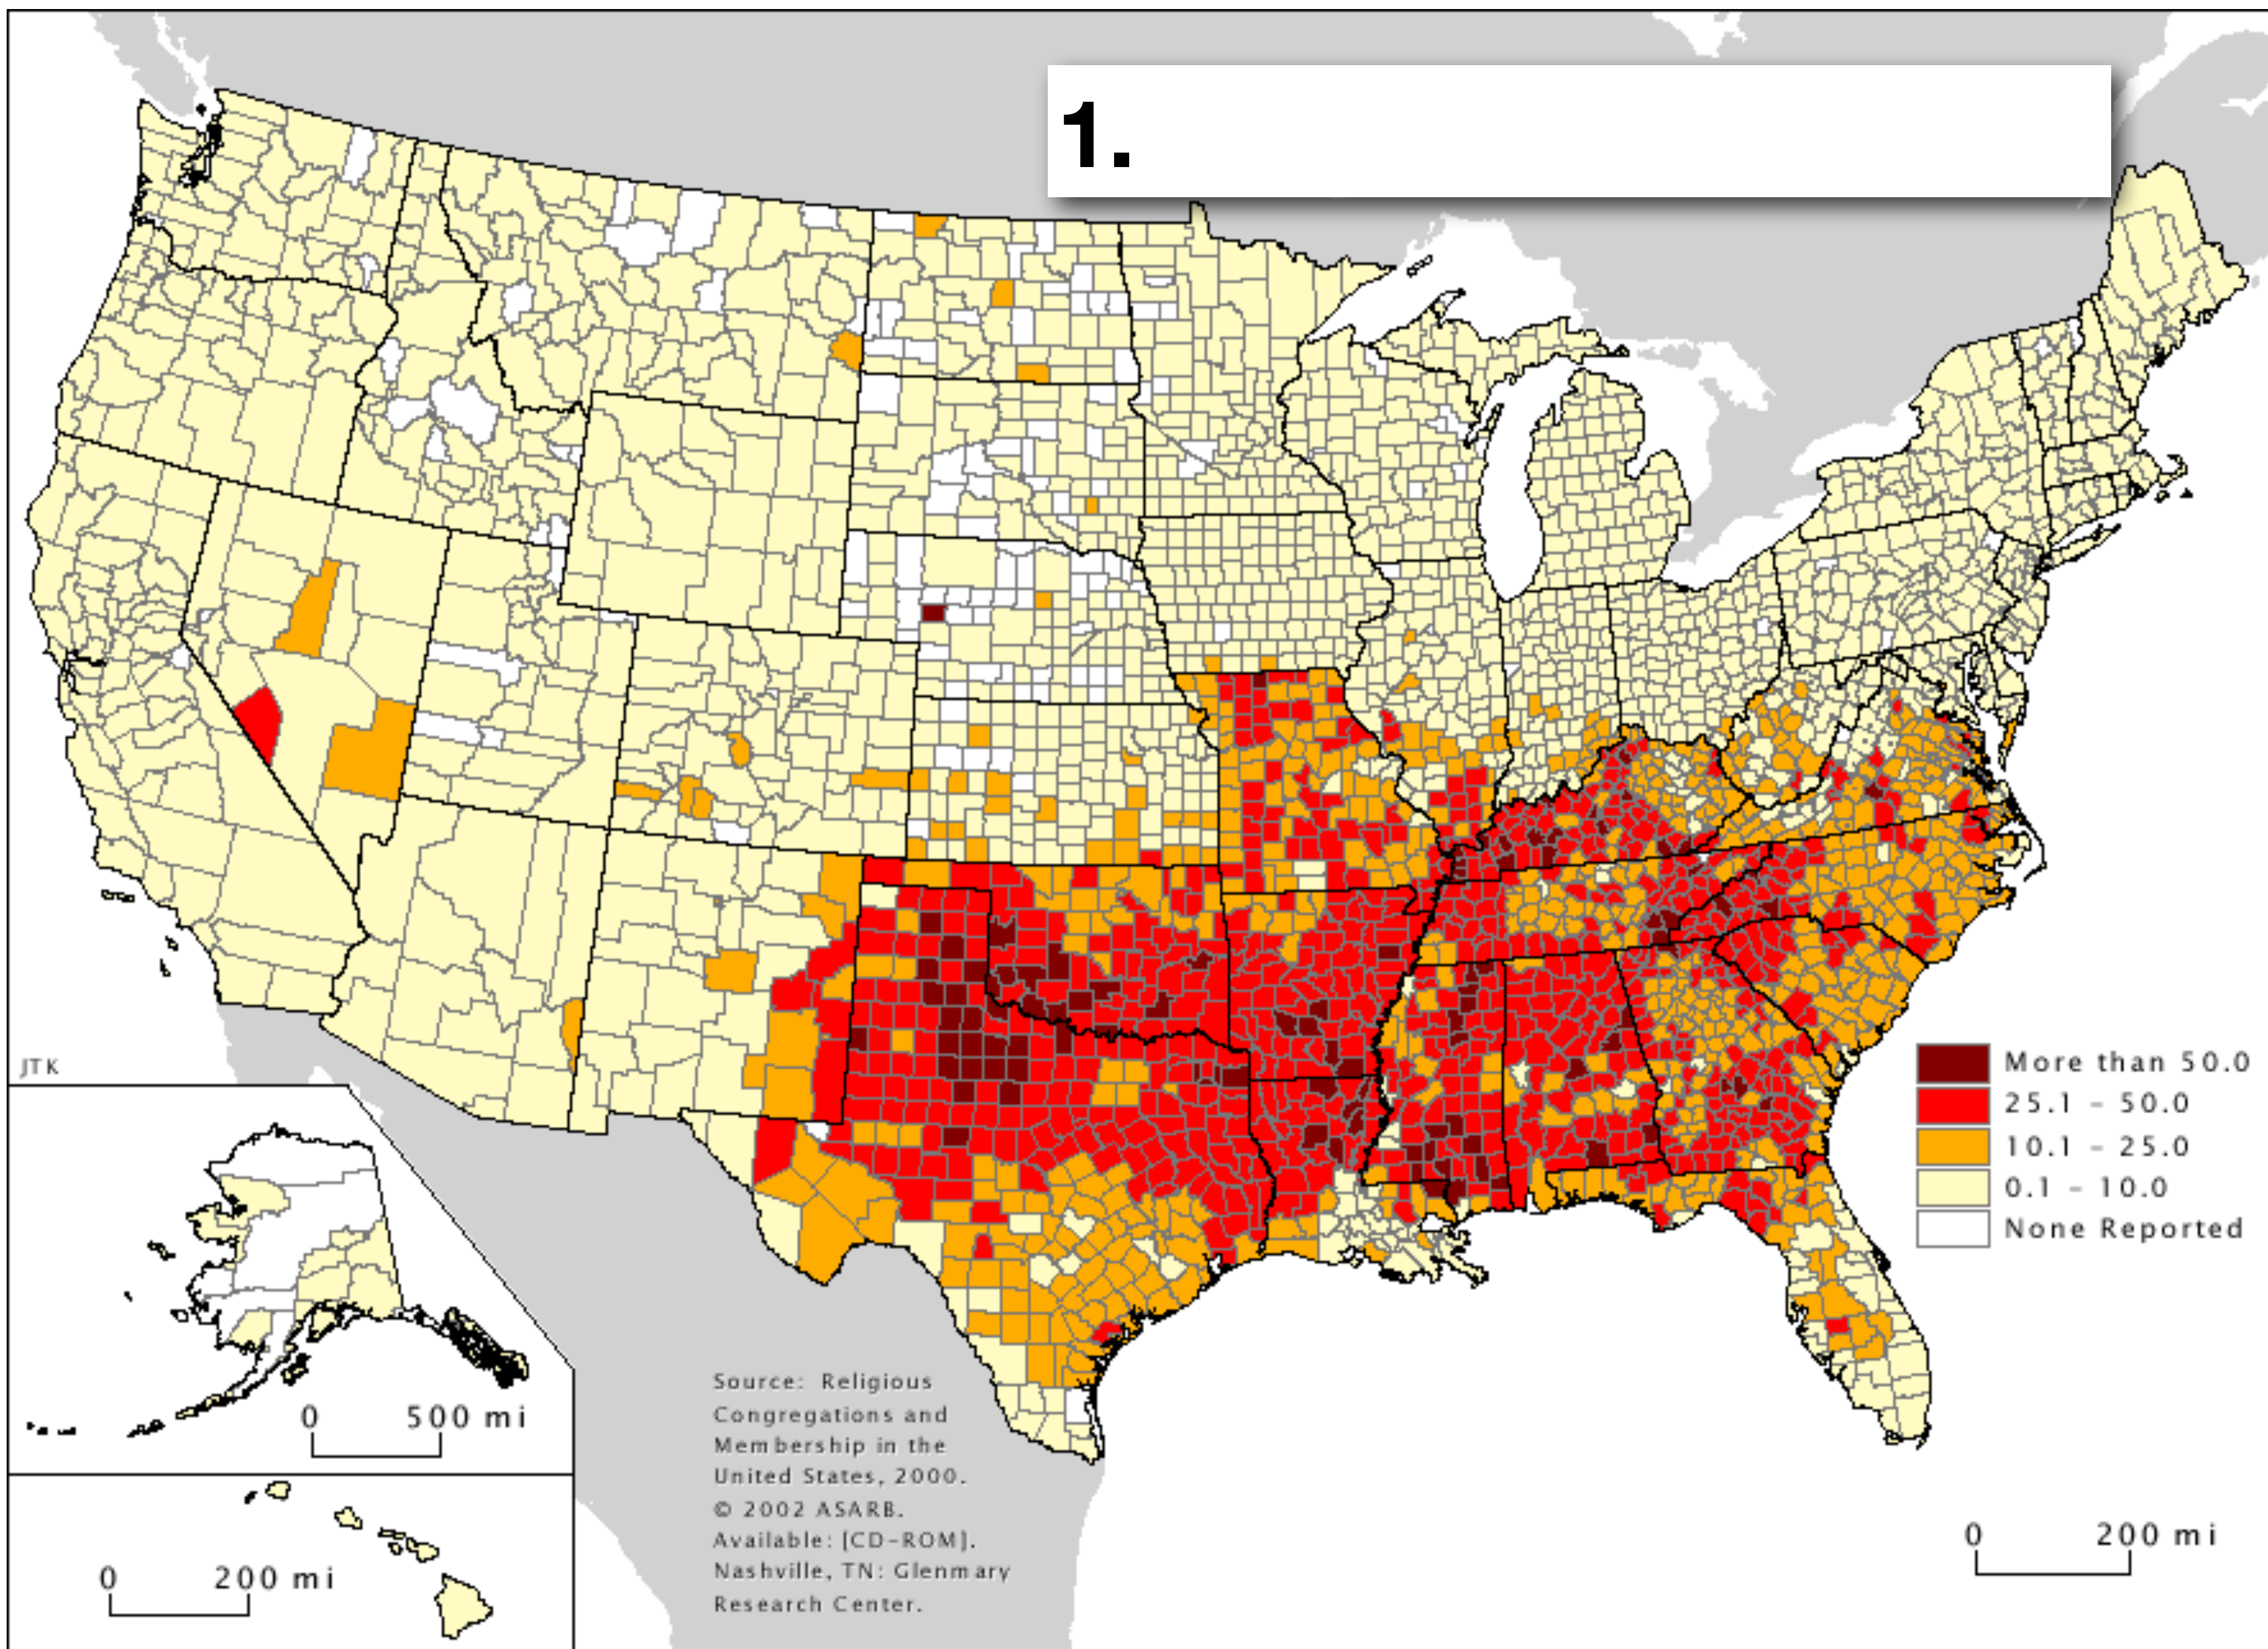 1.
JTK
More than 50.0
25.1 – 50.0
10.1 – 25.0
0.1 – 10.0
None Reported
0 500 mi
0 200 mi
Source: Religious
Congregations and
Membership in the
United States, 2000.
© 2002 ASARB.
Available: [CD-ROM].
Nashville, TN: Glenmary
Research Center.
0 200 mi